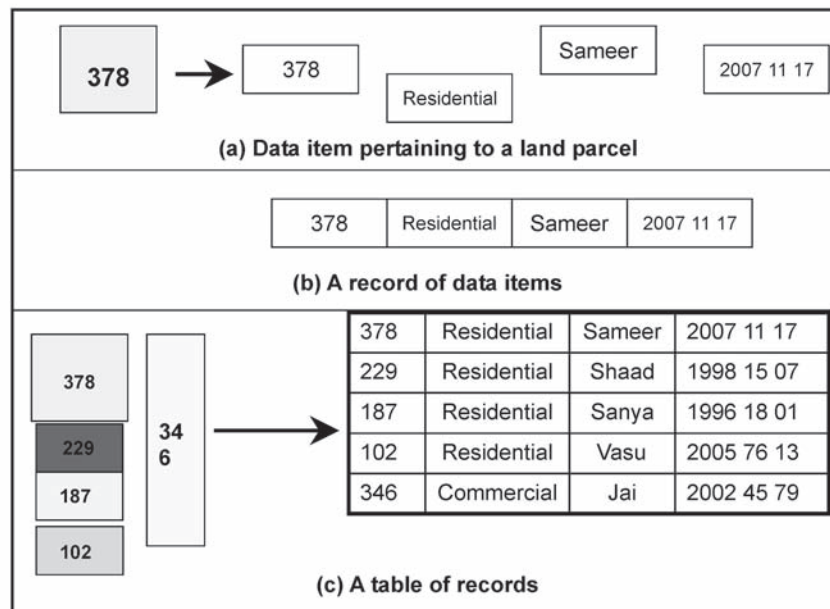 378
378
Residential
Sameer
2007 11 17
(a) Data item pertaining to a land parcel
378 Residential Sameer 2007 11 17
(b) A record of data items
378
229
187
102
34
6
378 Residential Sameer 2007 11 17
229 Residential Shaad 1998 15 07
187 Residential Sanya 1996 18 01
102 Residential Vasu 2005 76 13
346 Commercial Jai 2002 45 79
(c) A table of records